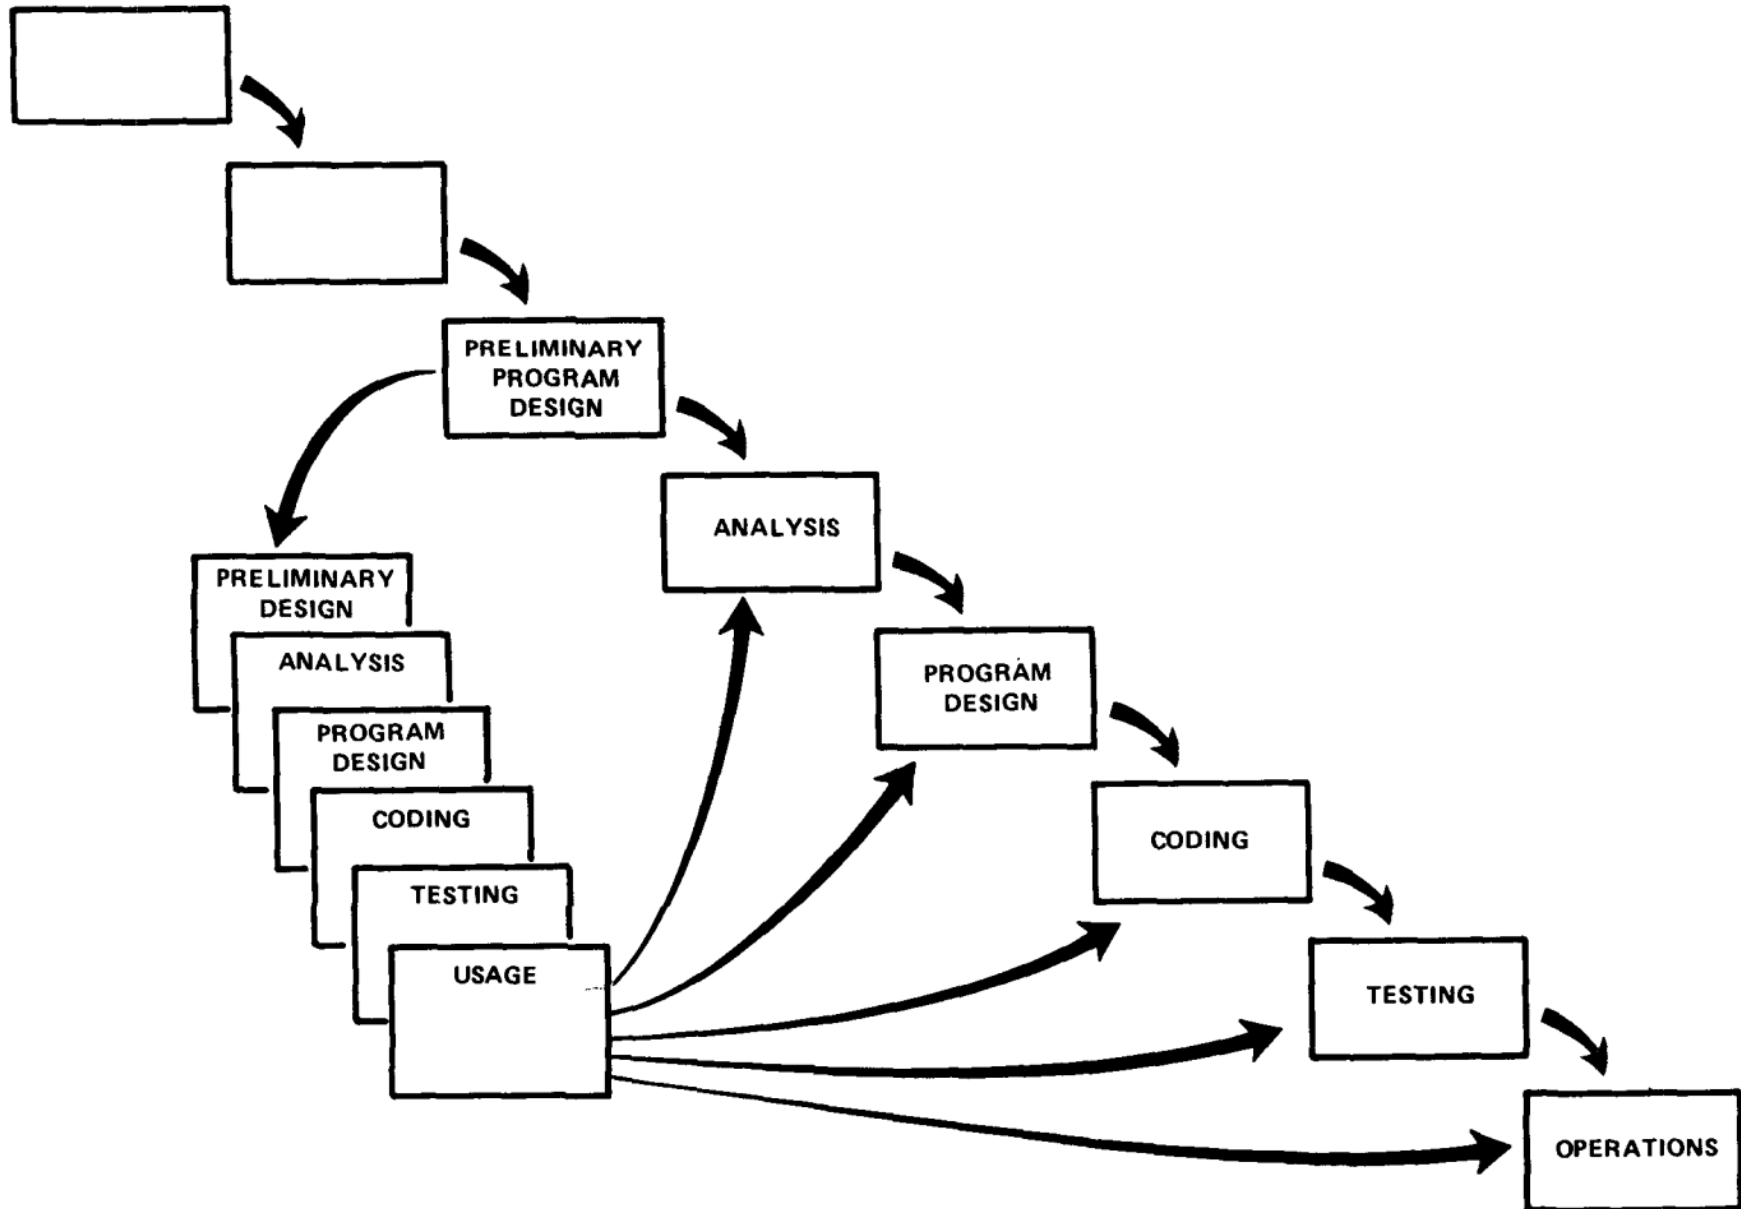 PRELIMINARY
PROGRAM
DESIGN
ANALYSIS
PROGRAM
DESIGN
CODING
TESTING
OPERATIONS
PRELIMINARY
DESIGN
ANALYSIS
PROGRAM
DESIGN
CODING
TESTING
USAGE